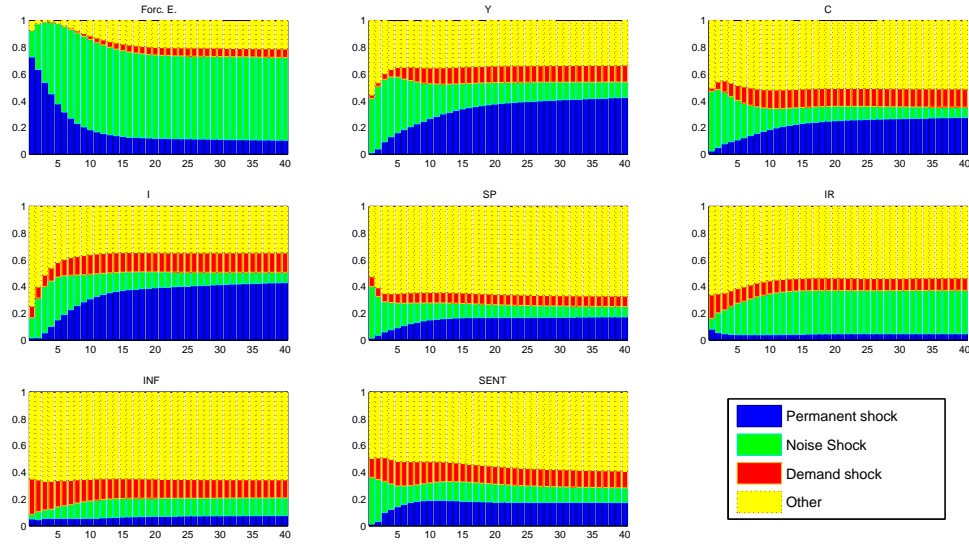 Forc. E. Y C
1 1 1
0.8 0.8 0.8
0.6 0.6 0.6
0.4 0.4 0.4
0.2 0.2 0.2
0 0 0
5 10 15 20 25 30 35 40 5 10 15 20 25 30 35 40 5 10 15 20 25 30 35 40
I SP IR
1 1 1
0.8 0.8 0.8
0.6 0.6 0.6
0.4 0.4 0.4
0.2 0.2 0.2
0 0 0
5 10 15 20 25 30 35 40 5 10 15 20 25 30 35 40 5 10 15 20 25 30 35 40
INF SENT
1 1
0.8 0.8
0.6 0.6
0.4 0.4
0.2 0.2
0 0
5 10 15 20 25 30 35 40 5 10 15 20 25 30 35 40
Permanent shock
Noise Shock
Demand shock
Other